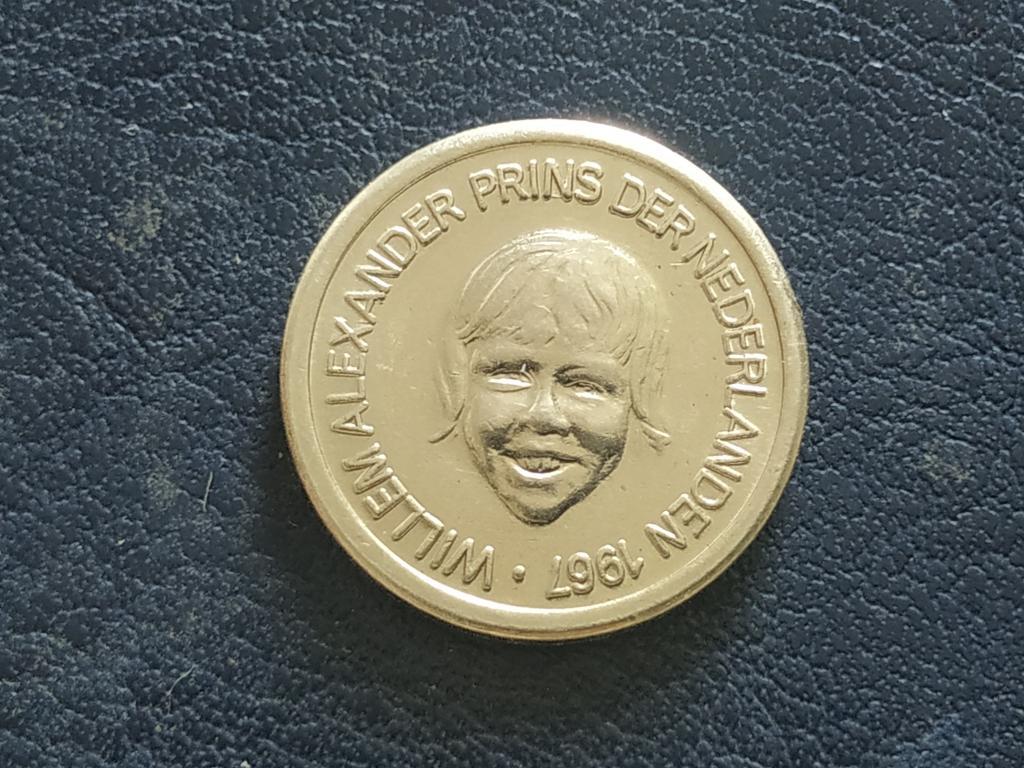 WILLEM ALEXANDER PRINS DER NEDERLANDEN 1967 •